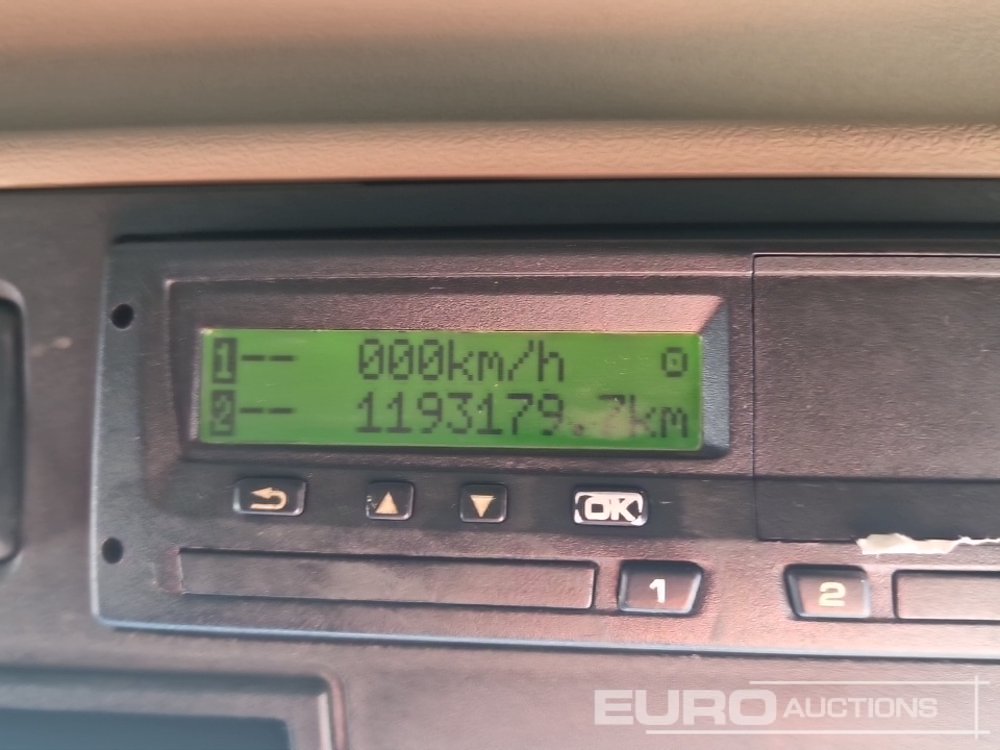 1-- 000km/h
2-- 1193179.7km
OK
1 2
EURO AUCTIONS